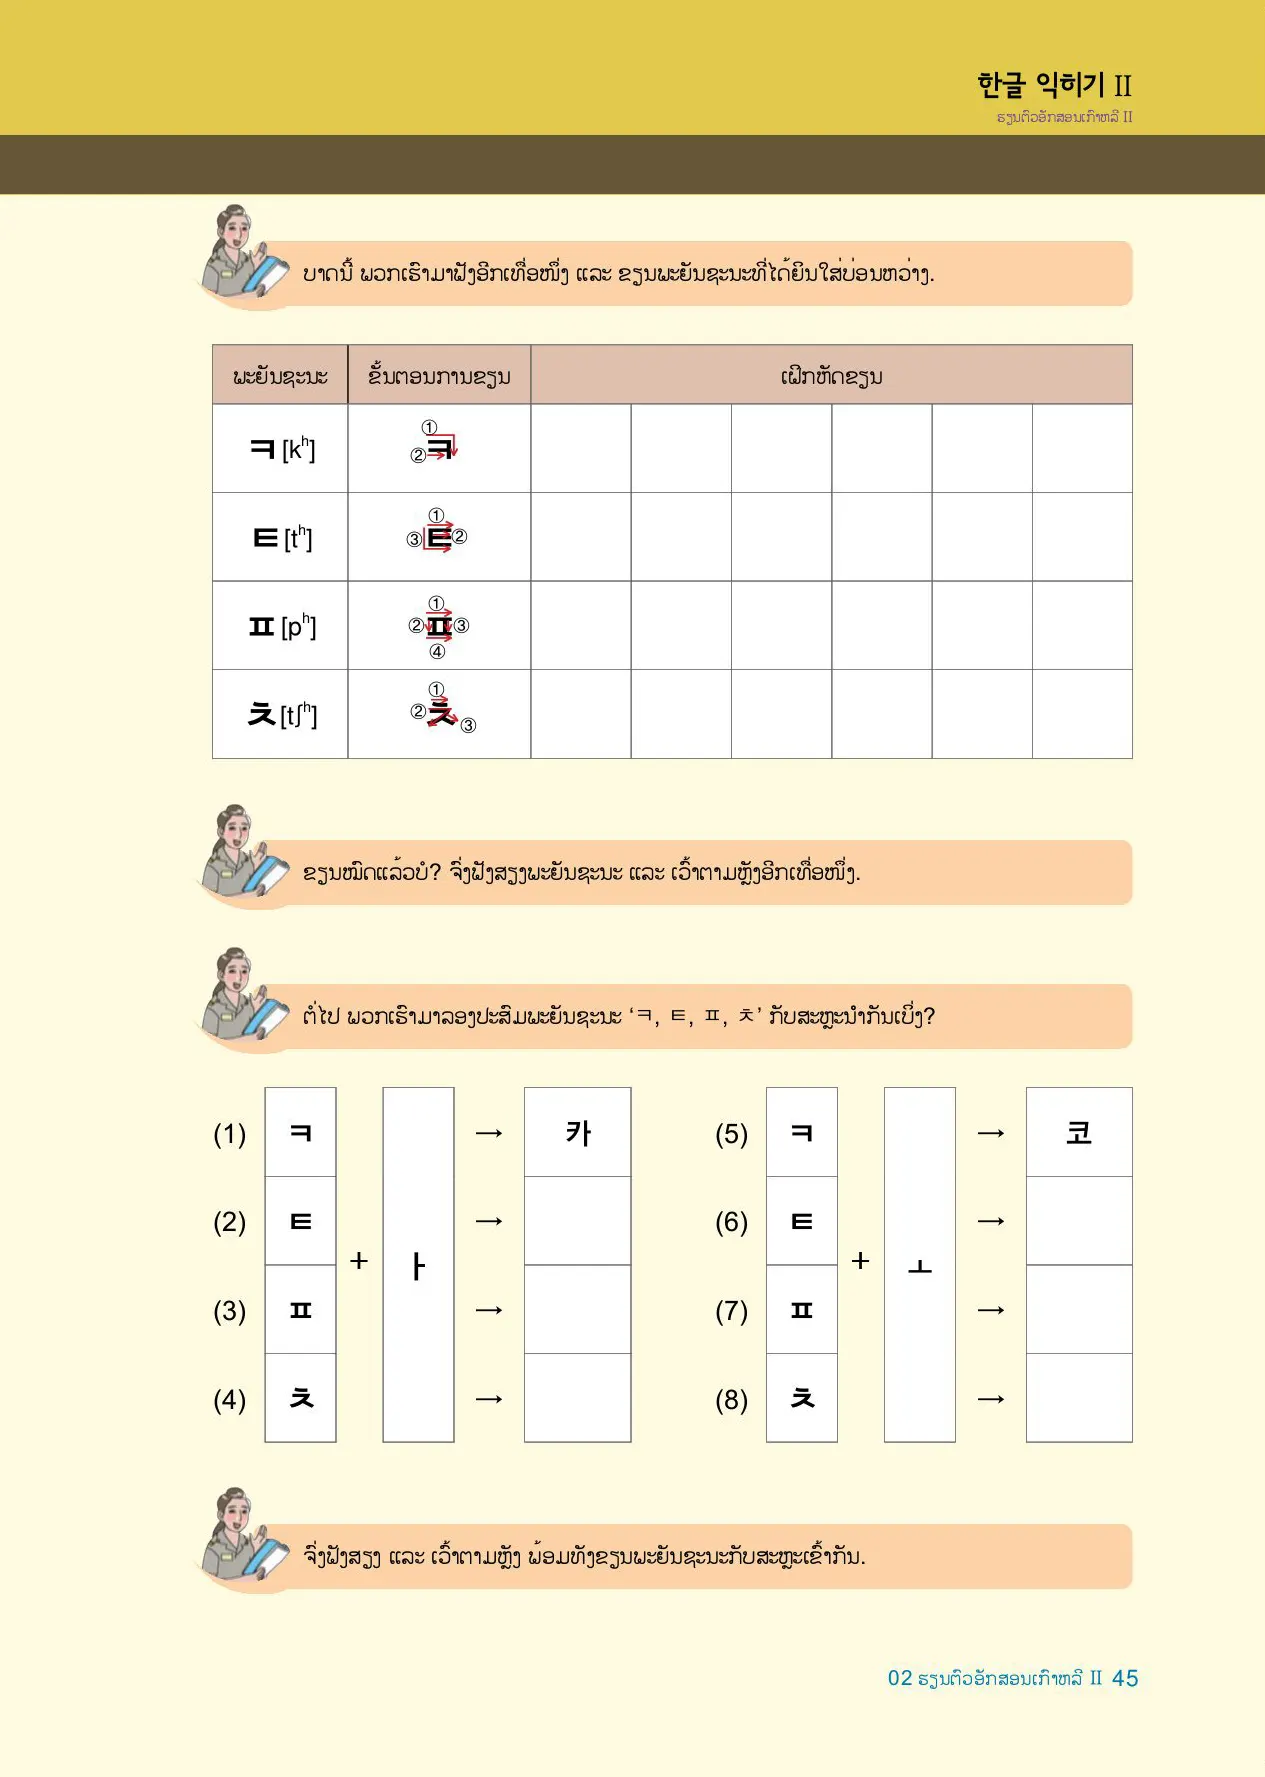 한글 익히기 II
ຮຽນຕົວອັກສອນເກົາຫລີ II
ບາດນີ້ ພວກເຮົາມາຟັງອີກເທື່ອໜຶ່ງ ແລະ ຂຽນພະຍັນຊະນະທີ່ໄດ້ຍິນໃສ່ບ່ອນຫວ່າງ.
ພະຍັນຊະນະ ຂັ້ນຕອນການຂຽນ ເຝິກຫັດຂຽນ
ㅋ[kʰ] ① ② ㅋ
ㅌ[tʰ] ① ③ ㅌ ②
ㅍ[pʰ] ① ② ㅍ ③ ④
ㅊ[tʃʰ] ① ② ㅊ ③
ຂຽນໝົດແລ້ວບໍ? ຈົ່ງຟັງສຽງພະຍັນຊະນະ ແລະ ເວົ້າຕາມຫຼັງອີກເທື່ອໜຶ່ງ.
ຕໍ່ໄປ ພວກເຮົາມາລອງປະສົມພະຍັນຊະນະ ‘ㅋ, ㅌ, ㅍ, ㅊ’ ກັບສະຫຼະນຳກັນເບິ່ງ?
(1) ㅋ → 카 (5) ㅋ → 코
(2) ㅌ → (6) ㅌ →
+ ㅏ + ㅗ
(3) ㅍ → (7) ㅍ →
(4) ㅊ → (8) ㅊ →
ຈົ່ງຟັງສຽງ ແລະ ເວົ້າຕາມຫຼັງ ພ້ອມທັງຂຽນພະຍັນຊະນະກັບສະຫຼະເຂົ້າກັນ.
02 ຮຽນຕົວອັກສອນເກົາຫລີ II 45